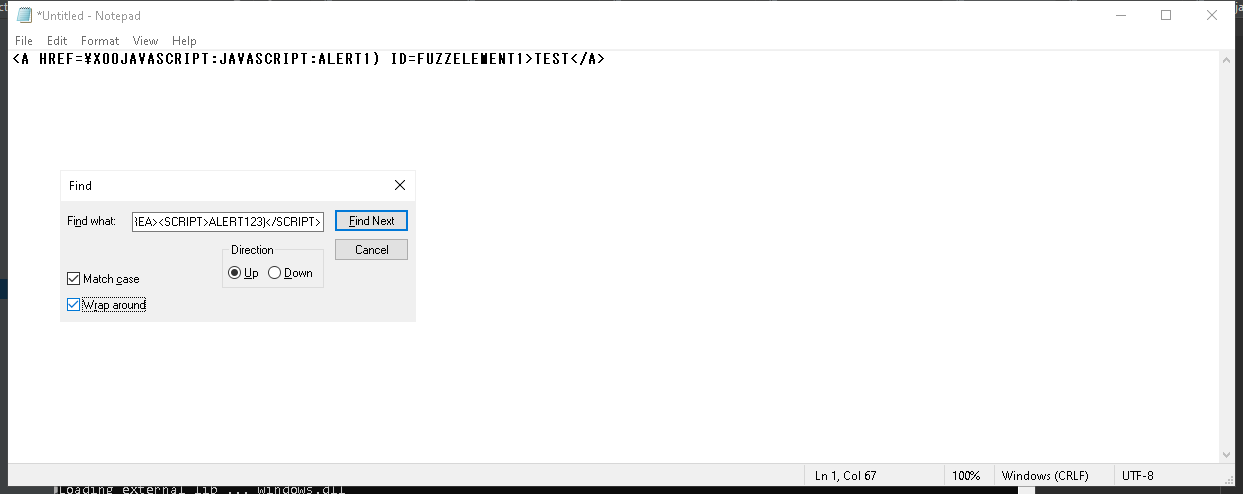 *Untitled - Notepad
File Edit Format View Help
<A HREF=¥X00JAVASCRIPT:JAVASCRIPT:ALERT1) ID=FUZZELEMENT1>TEST</A>
Find
Find what: EA><SCRIPT>ALERT123)</SCRIPT> Find Next
Direction Cancel
Up Down
Match case
Wrap around
Ln 1, Col 67 100% Windows (CRLF) UTF-8
Loading external lib ... windows.dll